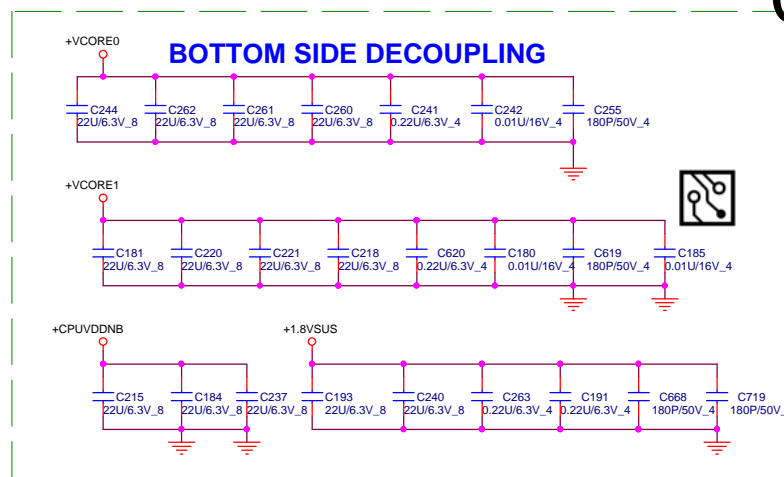 BOTTOM SIDE DECOUPLING
+VCORE0
C244 C262 C261 C260 C241 C242 C255
22U/6.3V_8 22U/6.3V_8 22U/6.3V_8 22U/6.3V_8 0.22U/6.3V_4 0.01U/16V_4 180P/50V_4
+VCORE1
C181 C220 C221 C218 C620 C180 C619 C185
22U/6.3V_8 22U/6.3V_8 22U/6.3V_8 22U/6.3V_8 0.22U/6.3V_4 0.01U/16V_4 180P/50V_4 0.01U/16V_4
+CPUVDDNB +1.8VSUS
C215 C184 C237 C193 C240 C263 C191 C668 C719
22U/6.3V_8 22U/6.3V_8 22U/6.3V_8 22U/6.3V_8 22U/6.3V_8 0.22U/6.3V_4 0.22U/6.3V_4 180P/50V_4 180P/50V_